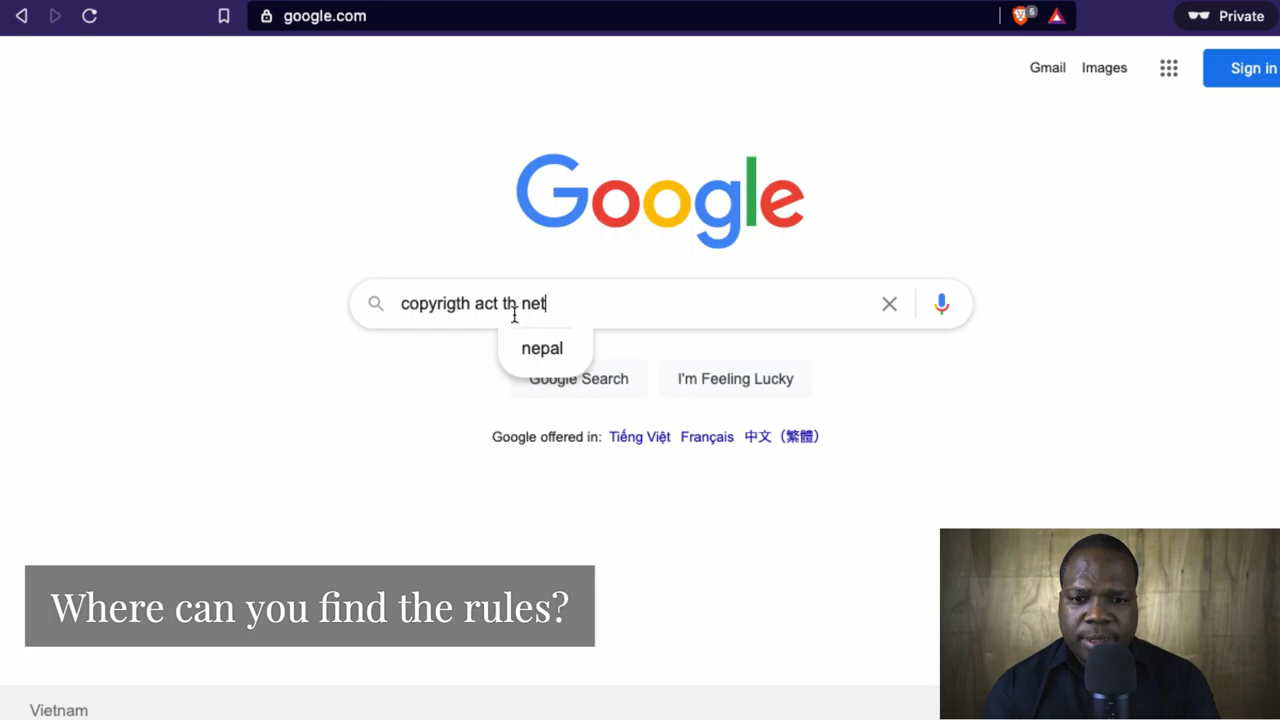 google.com
5
Private
Gmail Images
Sign in
Google
copyrigth act th net
nepal
Google Search I'm Feeling Lucky
Google offered in: Tiếng Việt Français 中文（繁體）
Where can you find the rules?
Vietnam